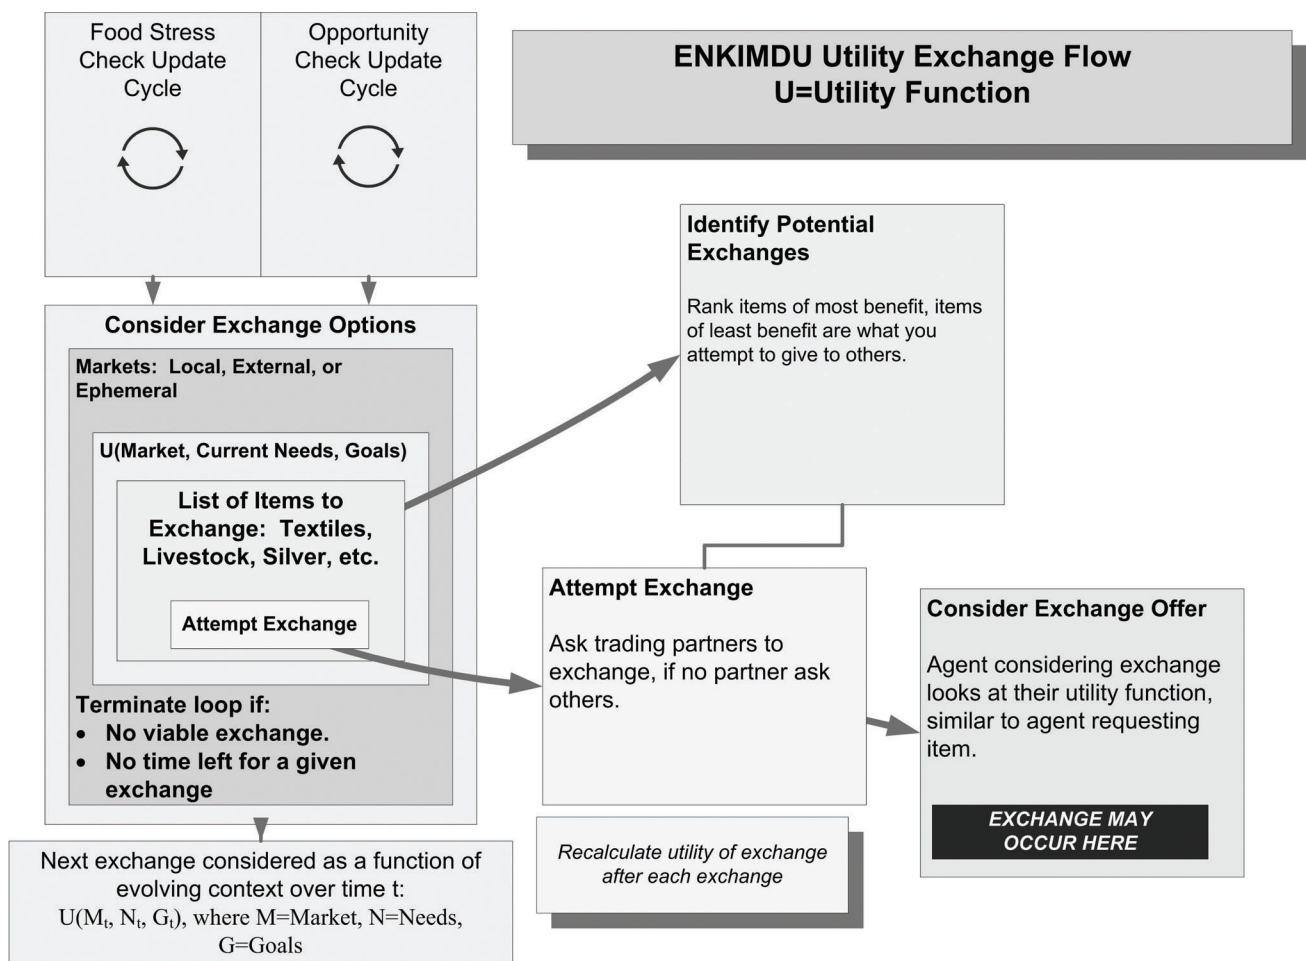 Food Stress
Check Update
Cycle
Opportunity
Check Update
Cycle
ENKIMDU Utility Exchange Flow
U=Utility Function
Identify Potential
Exchanges
Rank items of most benefit, items
of least benefit are what you
attempt to give to others.
Consider Exchange Options
Markets:  Local, External, or
Ephemeral
U(Market, Current Needs, Goals)
List of Items to
Exchange:  Textiles,
Livestock, Silver, etc.
Attempt Exchange
Terminate loop if:
• No viable exchange.
• No time left for a given
exchange
Attempt Exchange
Ask trading partners to
exchange, if no partner ask
others.
Consider Exchange Offer
Agent considering exchange
looks at their utility function,
similar to agent requesting
item.
EXCHANGE MAY
OCCUR HERE
Recalculate utility of exchange
after each exchange
Next exchange considered as a function of
evolving context over time t:
U(Mt, Nt, Gt), where M=Market, N=Needs,
G=Goals